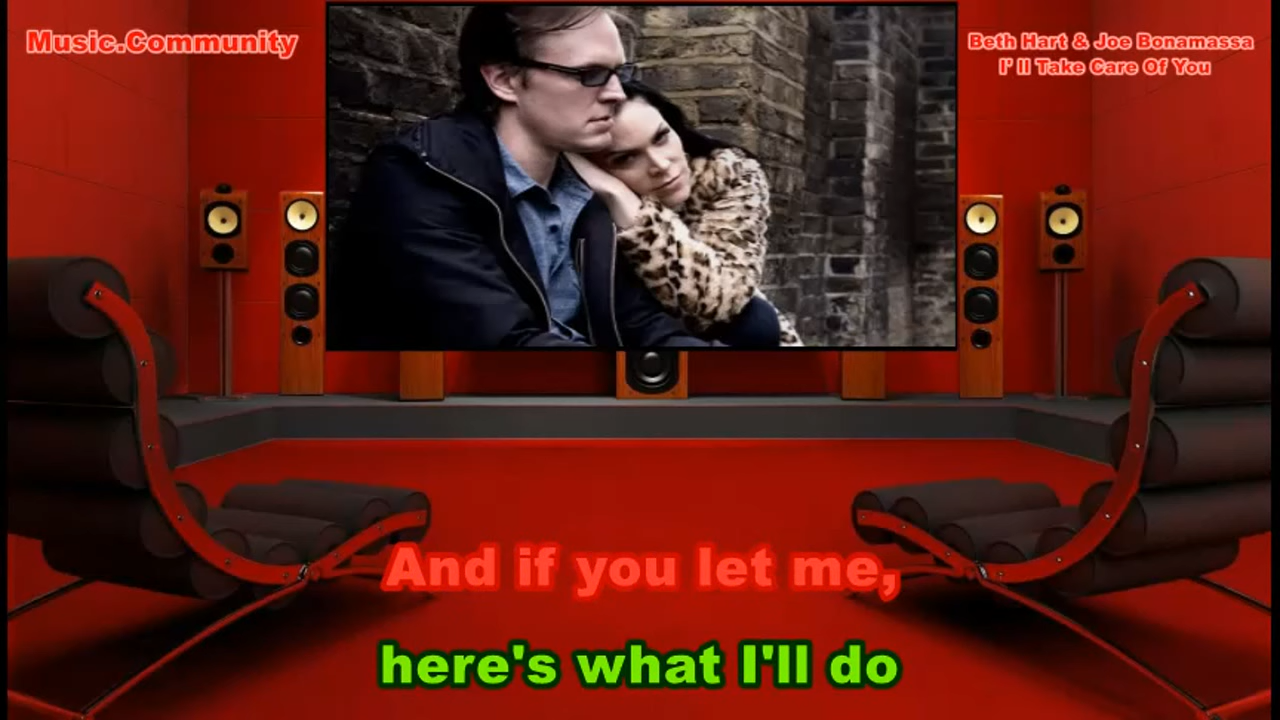 Music.Community
Beth Hart & Joe Bonamassa
I' ll Take Care Of You
And if you let me,
here's what I'll do